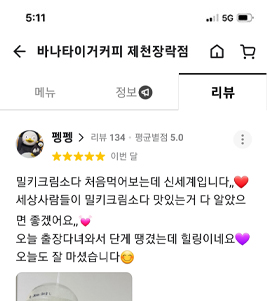 5:11 5G
바나타이거커피 제천장락점
메뉴 정보 리뷰
펭펭 > 리뷰 134 · 평균별점 5.0
★★★★★ 이번 달
밀키크림소다 처음먹어보는데 신세계입니다,,❤️
세상사람들이 밀키크림소다 맛있는거 다 알았으
면 좋겠어요,,💓
오늘 출장다녀와서 단게 땡겼는데 힐링이네요💜
오늘도 잘 마셨습니다😋